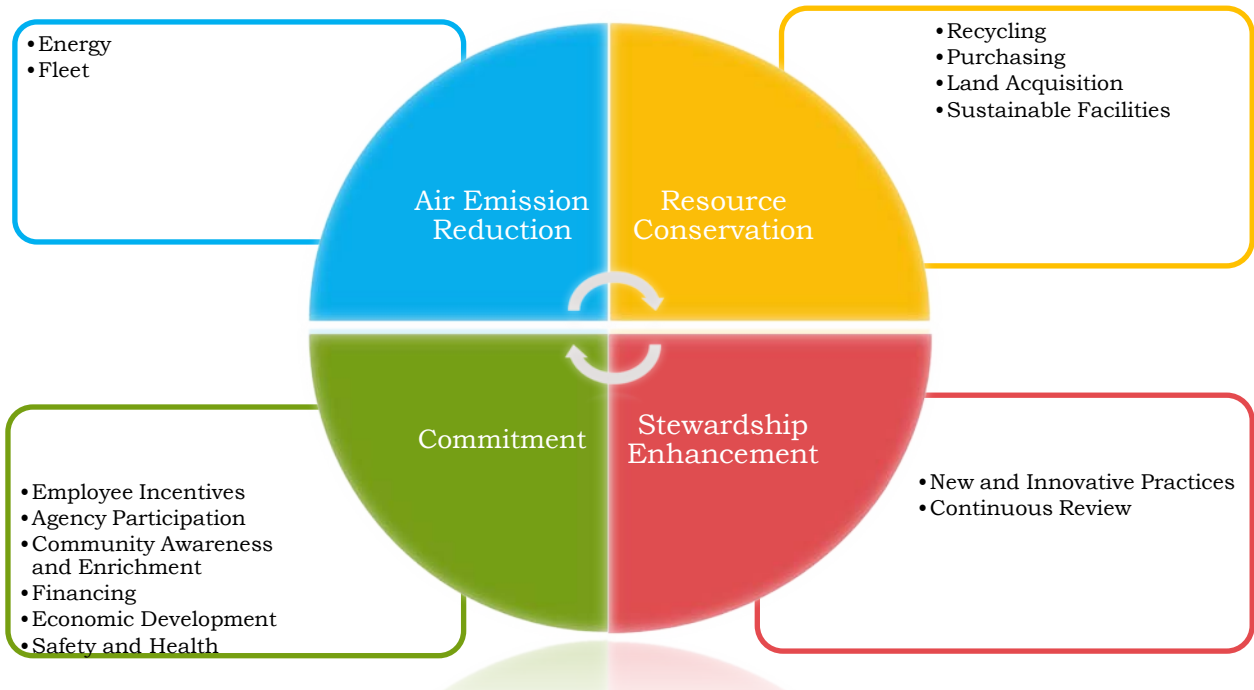 •Energy
•Fleet
•Recycling
•Purchasing
•Land Acquisition
•Sustainable Facilities
Air Emission
Reduction
Resource
Conservation
Commitment
Stewardship
Enhancement
•Employee Incentives
•Agency Participation
•Community Awareness
and Enrichment
•Financing
•Economic Development
•Safety and Health
•New and Innovative Practices
•Continuous Review